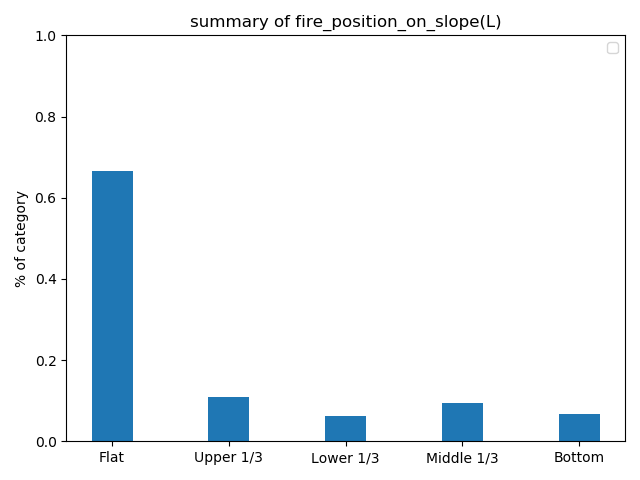 summary of fire_position_on_slope(L)
1.0
0.8
0.6
0.4
0.2
0.0
% of category
Flat
Upper 1/3
Lower 1/3
Middle 1/3
Bottom